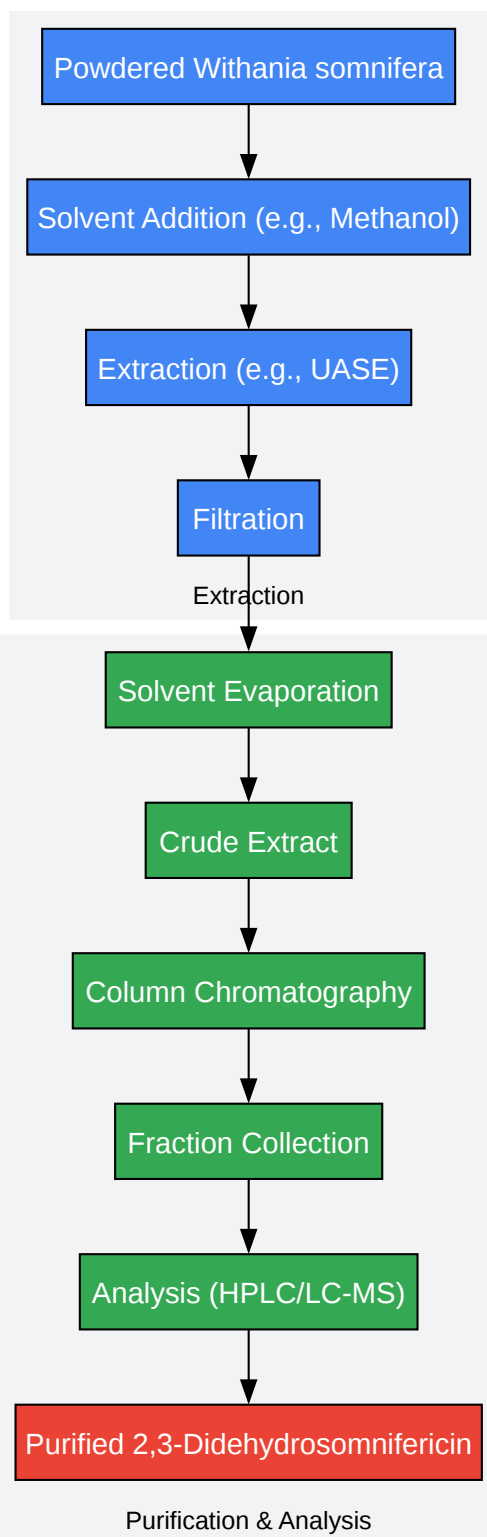 Powdered Withania somnifera
Solvent Addition (e.g., Methanol)
Extraction (e.g., UASE)
Filtration
Extraction
Solvent Evaporation
Crude Extract
Column Chromatography
Fraction Collection
Analysis (HPLC/LC-MS)
Purified 2,3-Didehydrosomnifericin
Purification & Analysis